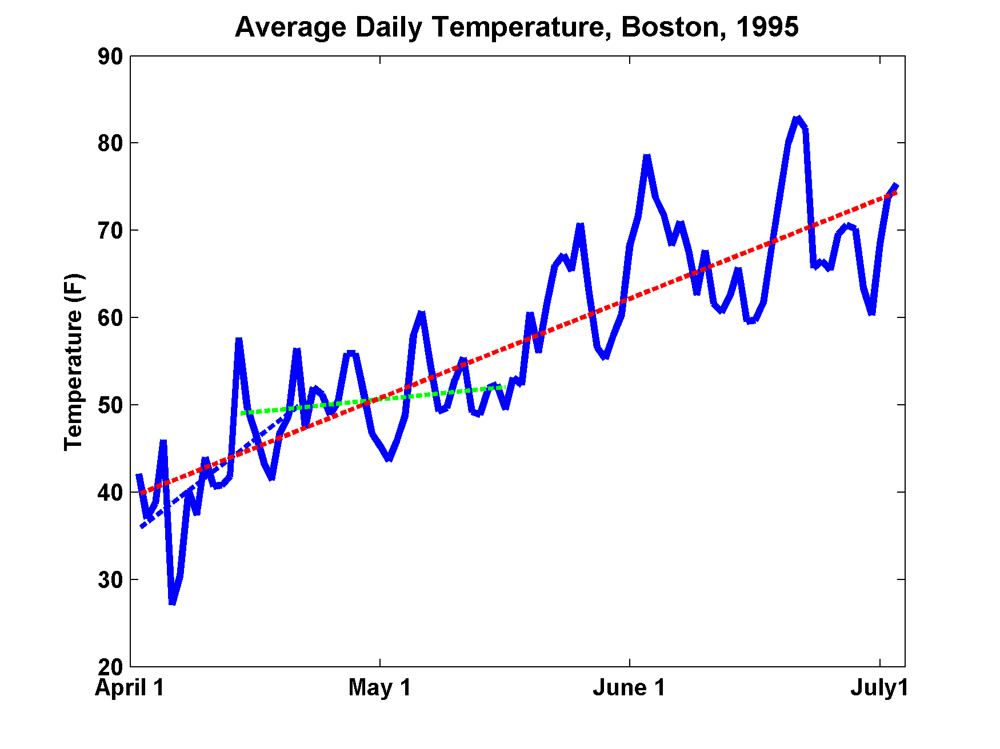 Average Daily Temperature, Boston, 1995
90
80
70
60
50
40
30
20
Temperature (F)
April 1
May 1
June 1
July1